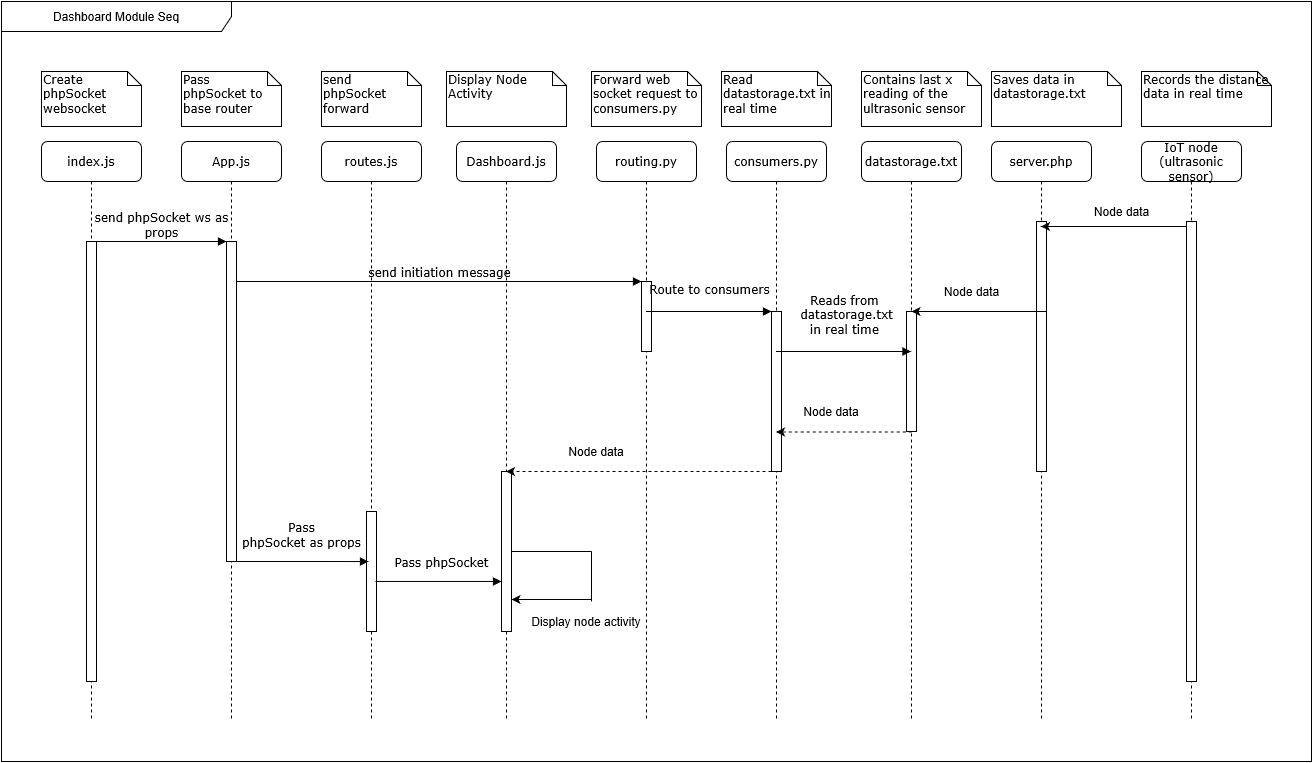 Dashboard Module Seq
Create
phpSocket
websocket
Pass
phpSocket to
base router
send
phpSocket
forward
Display Node
Activity
Forward web
socket request to
consumers.py
Read
datastorage.txt in
real time
Contains last x
reading of the
ultrasonic sensor
Saves data in
datastorage.txt
Records the distance
data in real time
index.js
App.js
routes.js
Dashboard.js
routing.py
consumers.py
datastorage.txt
server.php
IoT node
(ultrasonic
sensor)
send phpSocket ws as
props
Node data
send initiation message
Route to consumers
Node data
Reads from
datastorage.txt
in real time
Node data
Node data
Pass
phpSocket as props
Pass phpSocket
Display node activity